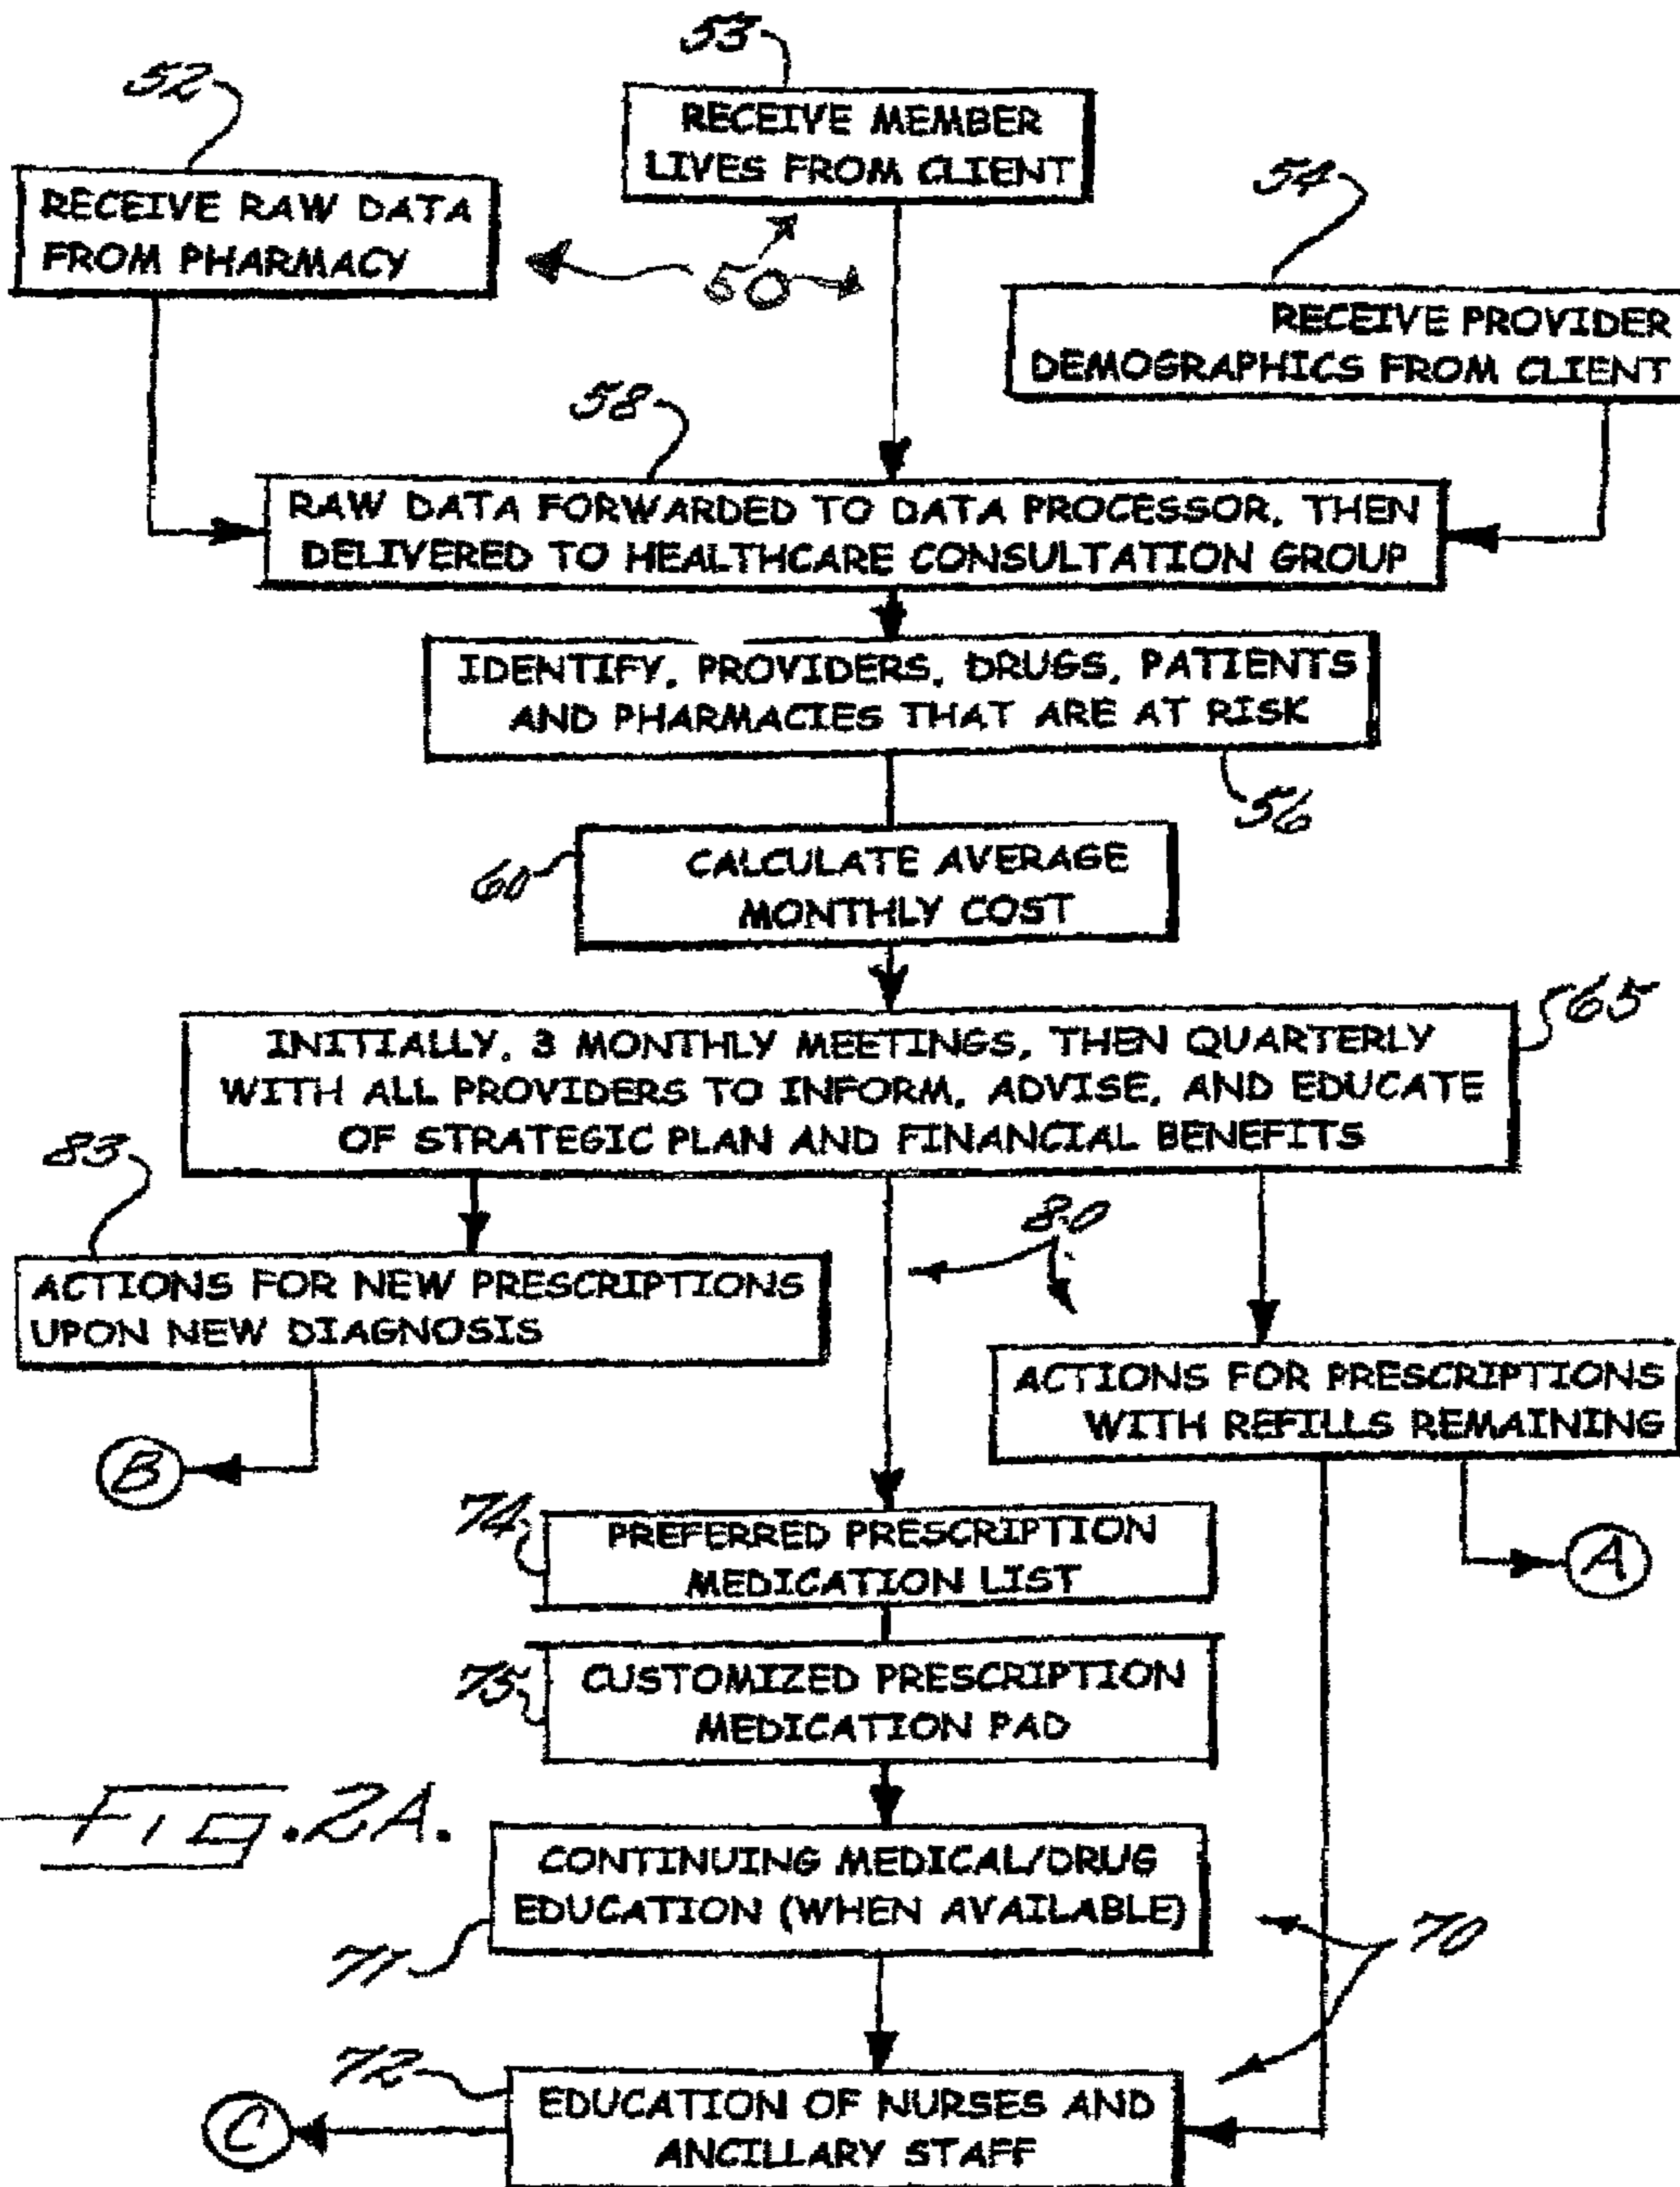 53
52
RECEIVE MEMBER
LIVES FROM CLIENT
54
RECEIVE RAW DATA
FROM PHARMACY
50
RECEIVE PROVIDER
DEMOGRAPHICS FROM CLIENT
58
RAW DATA FORWARDED TO DATA PROCESSOR, THEN
DELIVERED TO HEALTHCARE CONSULTATION GROUP
IDENTIFY, PROVIDERS, DRUGS, PATIENTS
AND PHARMACIES THAT ARE AT RISK
56
60
CALCULATE AVERAGE
MONTHLY COST
65
INITIALLY, 3 MONTHLY MEETINGS, THEN QUARTERLY
WITH ALL PROVIDERS TO INFORM, ADVISE, AND EDUCATE
OF STRATEGIC PLAN AND FINANCIAL BENEFITS
83
80
ACTIONS FOR NEW PRESCRIPTIONS
UPON NEW DIAGNOSIS
ACTIONS FOR PRESCRIPTIONS
WITH REFILLS REMAINING
B
A
74
PREFERRED PRESCRIPTION
MEDICATION LIST
75
CUSTOMIZED PRESCRIPTION
MEDICATION PAD
FIG. 2A.
CONTINUING MEDICAL/DRUG
EDUCATION (WHEN AVAILABLE)
71
70
72
EDUCATION OF NURSES AND
ANCILLARY STAFF
C